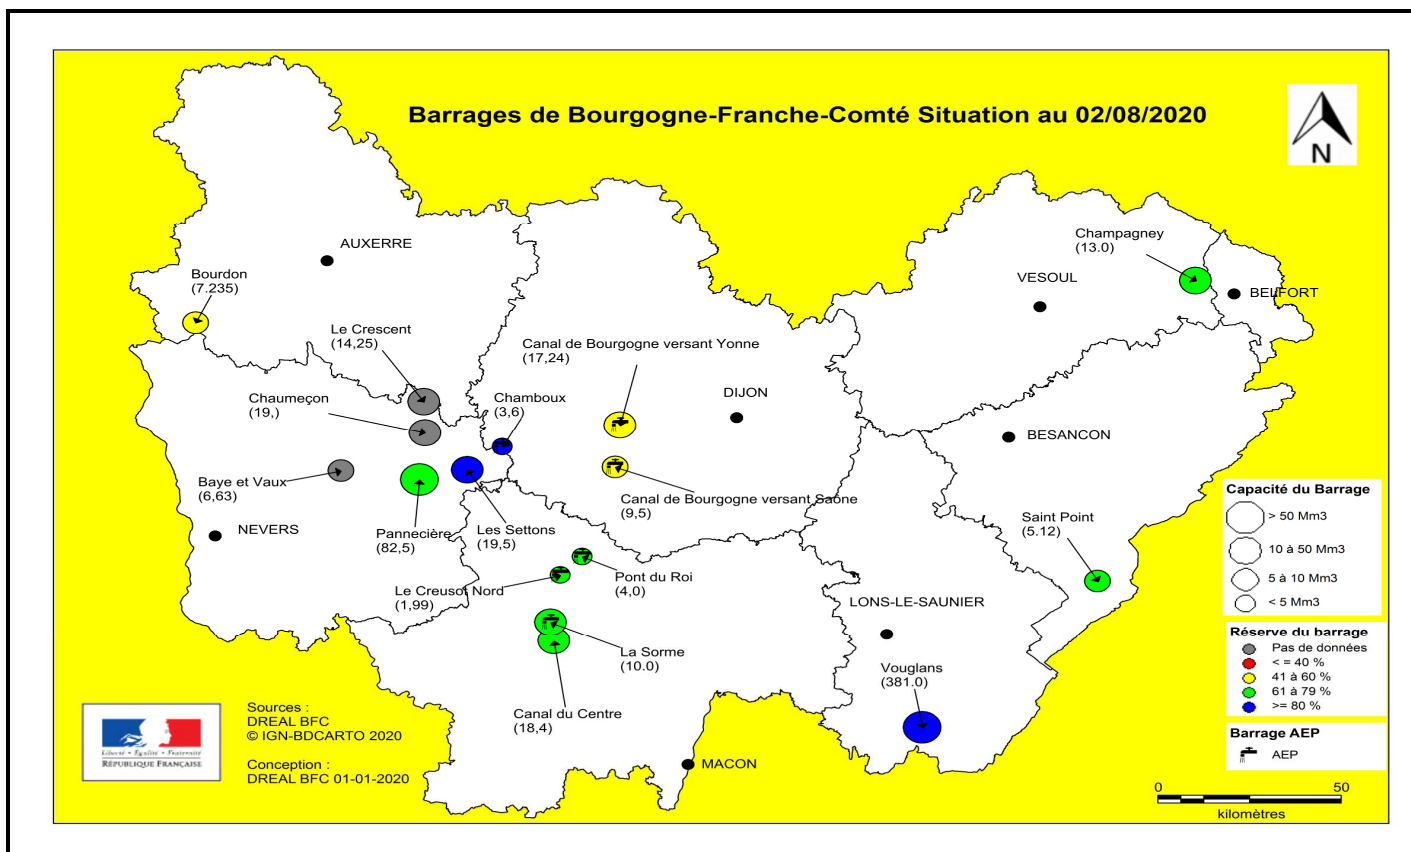 Barrages de Bourgogne-Franche-Comté Situation au 02/08/2020
N
AUXERRE
Bourdon
(7.235)
Le Crescent
(14,25)
Chaumeçon
(19,)
Baye et Vaux
(6,63)
NEVERS
Pannecière
(82,5)
Les Settons
(19,5)
Chamboux
(3,6)
Canal de Bourgogne versant Yonne
(17,24)
DIJON
Canal de Bourgogne versant Saône
(9,5)
Pont du Roi
(4,0)
Le Creusot Nord
(1,99)
La Sorme
(10.0)
Canal du Centre
(18,4)
MACON
Champagney
(13.0)
VESOUL
BELFORT
BESANCON
Saint Point
(5.12)
LONS-LE-SAUNIER
Vouglans
(381.0)
Capacité du Barrage
> 50 Mm3
10 à 50 Mm3
5 à 10 Mm3
< 5 Mm3
Réserve du barrage
Pas de données
< = 40 %
41 à 60 %
61 à 79 %
>= 80 %
Barrage AEP
AEP
0 50
kilomètres
Liberté • Égalité • Fraternité
RÉPUBLIQUE FRANÇAISE
Sources :
DREAL BFC
© IGN-BDCARTO 2020
Conception :
DREAL BFC 01-01-2020